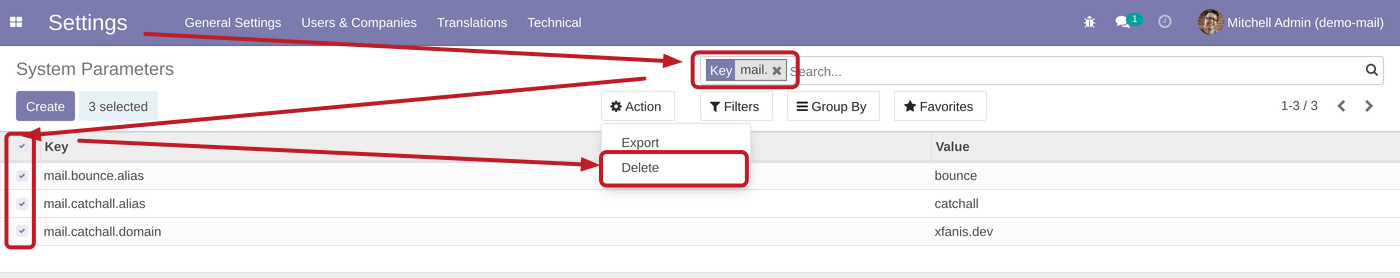 Settings General Settings Users & Companies Translations Technical 1 Mitchell Admin (demo-mail)
System Parameters Key mail. Search...
Create 3 selected Action Filters Group By Favorites 1-3 / 3
Export
Delete
Key Value
mail.bounce.alias bounce
mail.catchall.alias catchall
mail.catchall.domain xfanis.dev